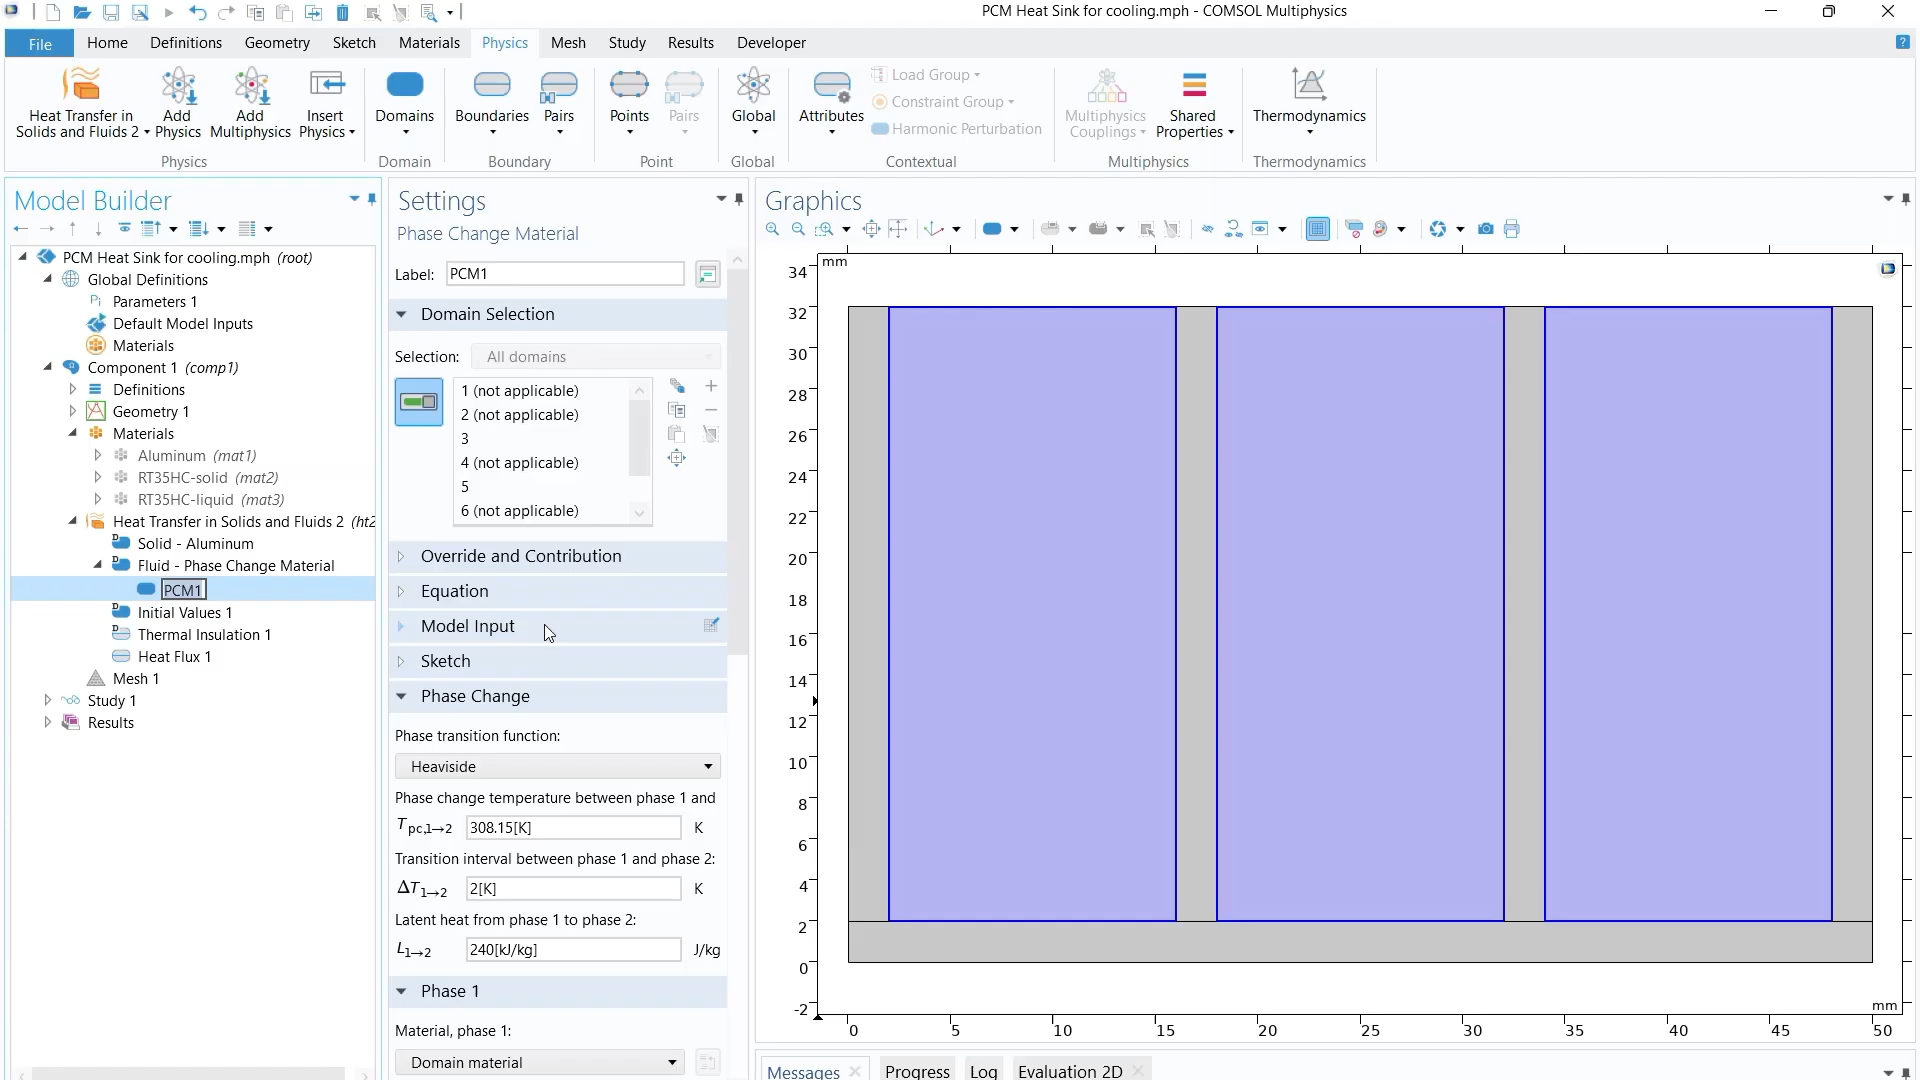 PCM Heat Sink for cooling.mph - COMSOL Multiphysics
File Home Definitions Geometry Sketch Materials Physics Mesh Study Results Developer
Heat Transfer in Solids and Fluids 2
Add Physics
Add Multiphysics
Insert Physics
Domains
Boundaries
Pairs
Points
Pairs
Global
Attributes
Load Group
Constraint Group
Harmonic Perturbation
Multiphysics Couplings
Shared Properties
Thermodynamics
Physics Domain Boundary Point Global Contextual Multiphysics Thermodynamics
Model Builder
PCM Heat Sink for cooling.mph (root)
Global Definitions
Pi Parameters 1
Default Model Inputs
Materials
Component 1 (comp1)
Definitions
Geometry 1
Materials
Aluminum (mat1)
RT35HC-solid (mat2)
RT35HC-liquid (mat3)
Heat Transfer in Solids and Fluids 2 (ht2
D Solid - Aluminum
D Fluid - Phase Change Material
PCM1
D Initial Values 1
D Thermal Insulation 1
Heat Flux 1
Mesh 1
Study 1
Results
Settings
Phase Change Material
Label: PCM1
Domain Selection
Selection: All domains
1 (not applicable)
2 (not applicable)
3
4 (not applicable)
5
6 (not applicable)
Override and Contribution
Equation
Model Input
Sketch
Phase Change
Phase transition function:
Heaviside
Phase change temperature between phase 1 and
Tpc,1→2 308.15[K] K
Transition interval between phase 1 and phase 2:
ΔT1→2 2[K] K
Latent heat from phase 1 to phase 2:
L1→2 240[kJ/kg] J/kg
Phase 1
Material, phase 1:
Domain material
Graphics
mm
34
32
30
28
26
24
22
20
18
16
14
12
10
8
6
4
2
0
-2
mm
0 5 10 15 20 25 30 35 40 45 50
Messages Progress Log Evaluation 2D